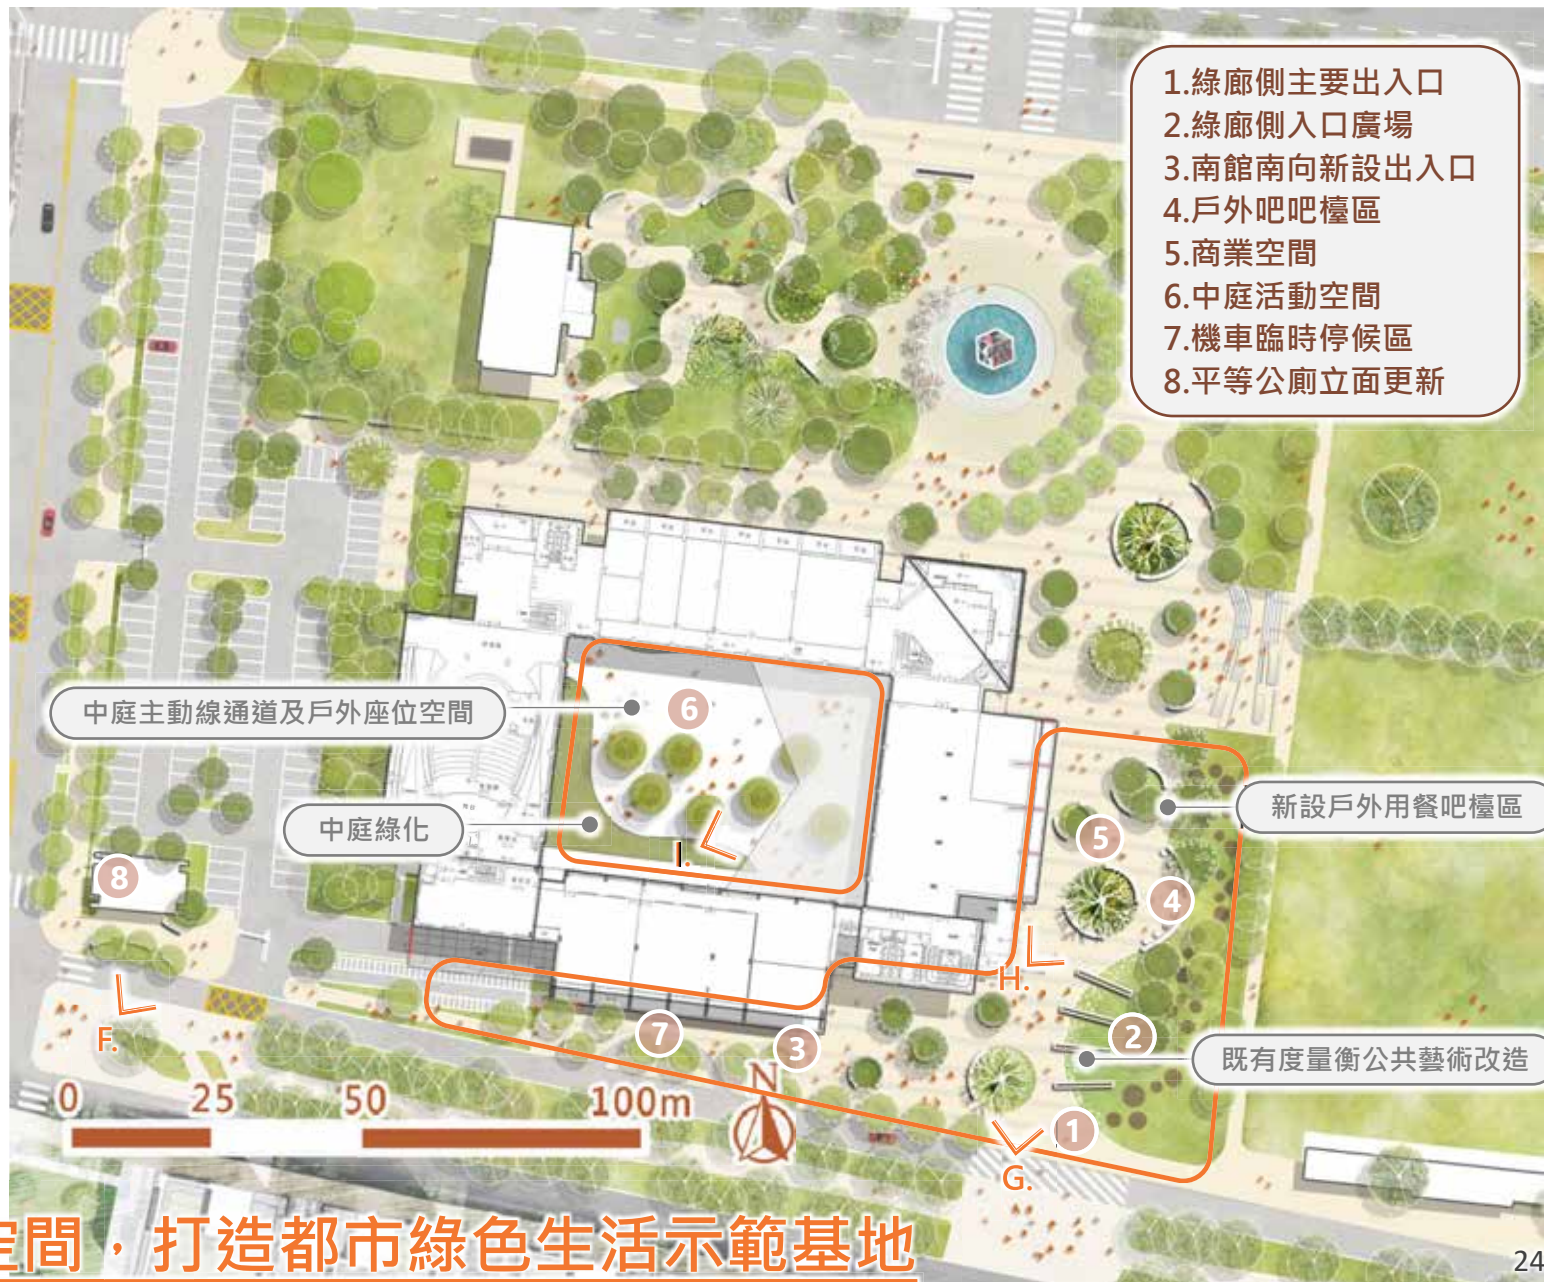 1.綠廊側主要出入口
2.綠廊側入口廣場
3.南館南向新設出入口
4.戶外吧吧檯區
5.商業空間
6.中庭活動空間
7.機車臨時停候區
8.平等公廁立面更新
中庭主動線通道及戶外座位空間
6
中庭綠化
新設戶外用餐吧檯區
5
8
4
I.
H.
F.
7
3
2
既有度量衡公共藝術改造
1
G.
0 25 50 100m
N
空間，打造都市綠色生活示範基地
24